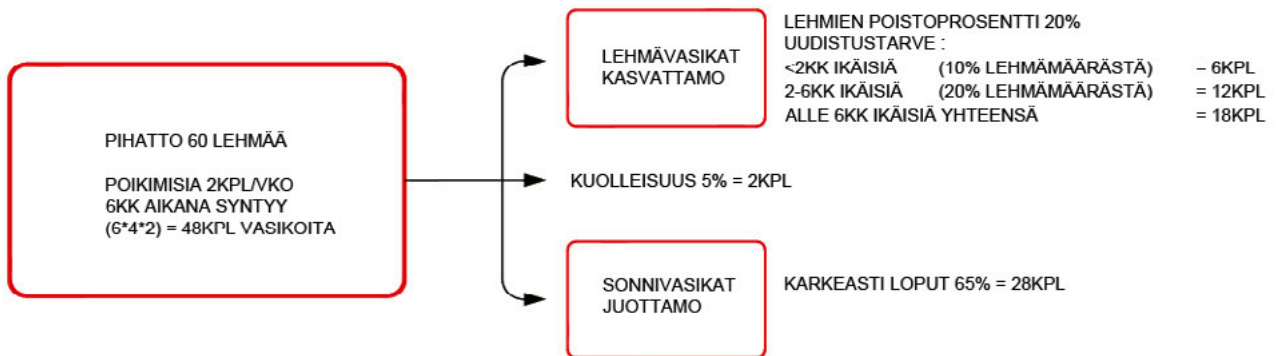 PIHATTO 60 LEHMÄÄ
POIKIMISIA 2KPL/VKO
6KK AIKANA SYNTYY
(6*4*2) = 48KPL VASIKOITA
LEHMÄVASIKAT
KASVATTAMO
LEHMIEN POISTOPROSENTTI 20%
UUDISTUSTARVE :
<2KK IKÄISIÄ (10% LEHMÄMÄÄRÄSTÄ) – 6KPL
2-6KK IKÄISIÄ (20% LEHMÄMÄÄRÄSTÄ) = 12KPL
ALLE 6KK IKÄISIÄ YHTEENSÄ = 18KPL
KUOLLEISUUS 5% = 2KPL
SONNIVASIKAT
JUOTTAMO
KARKEASTI LOPUT 65% = 28KPL